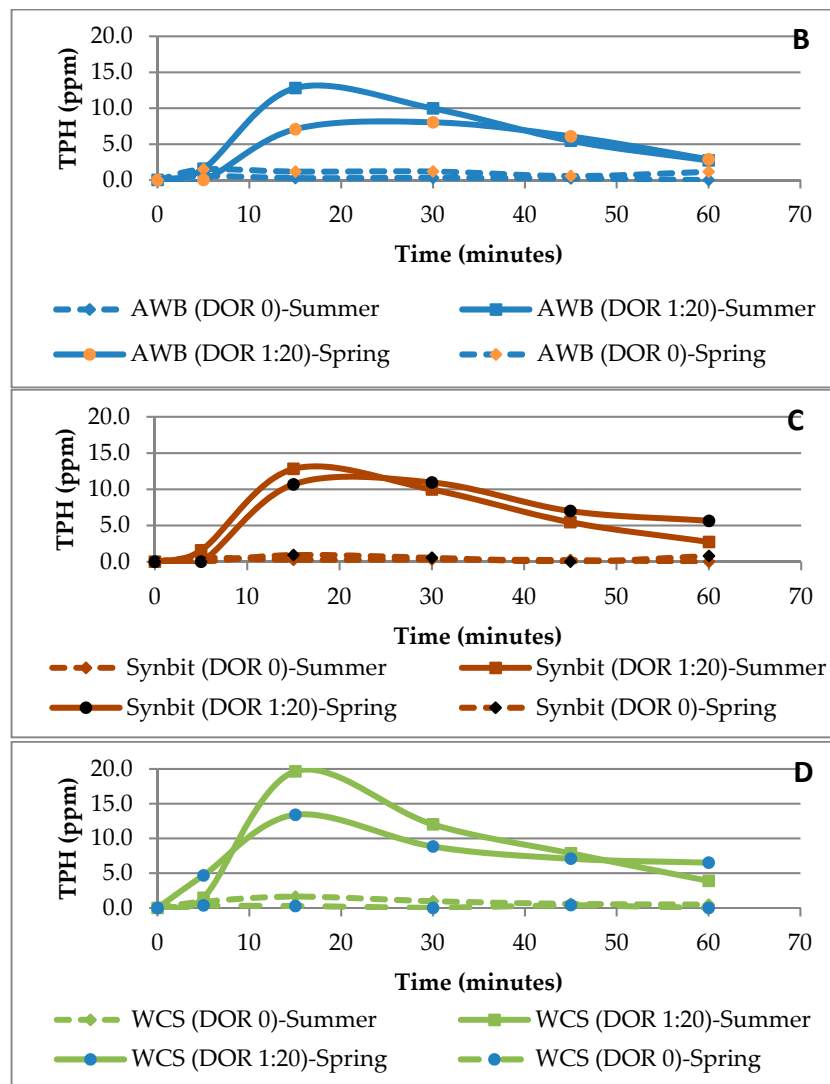 B
20.0
15.0
10.0
5.0
0.0
TPH (ppm)
0 10 20 30 40 50 60 70
Time (minutes)
AWB (DOR 0)-Summer AWB (DOR 1:20)-Summer
AWB (DOR 1:20)-Spring AWB (DOR 0)-Spring
C
20.0
15.0
10.0
5.0
0.0
TPH (ppm)
0 10 20 30 40 50 60 70
Time (minutes)
Synbit (DOR 0)-Summer Synbit (DOR 1:20)-Summer
Synbit (DOR 1:20)-Spring Synbit (DOR 0)-Spring
D
20.0
15.0
10.0
5.0
0.0
TPH (ppm)
0 10 20 30 40 50 60 70
Time (minutes)
WCS (DOR 0)-Summer WCS (DOR 1:20)-Summer
WCS (DOR 1:20)-Spring WCS (DOR 0)-Spring